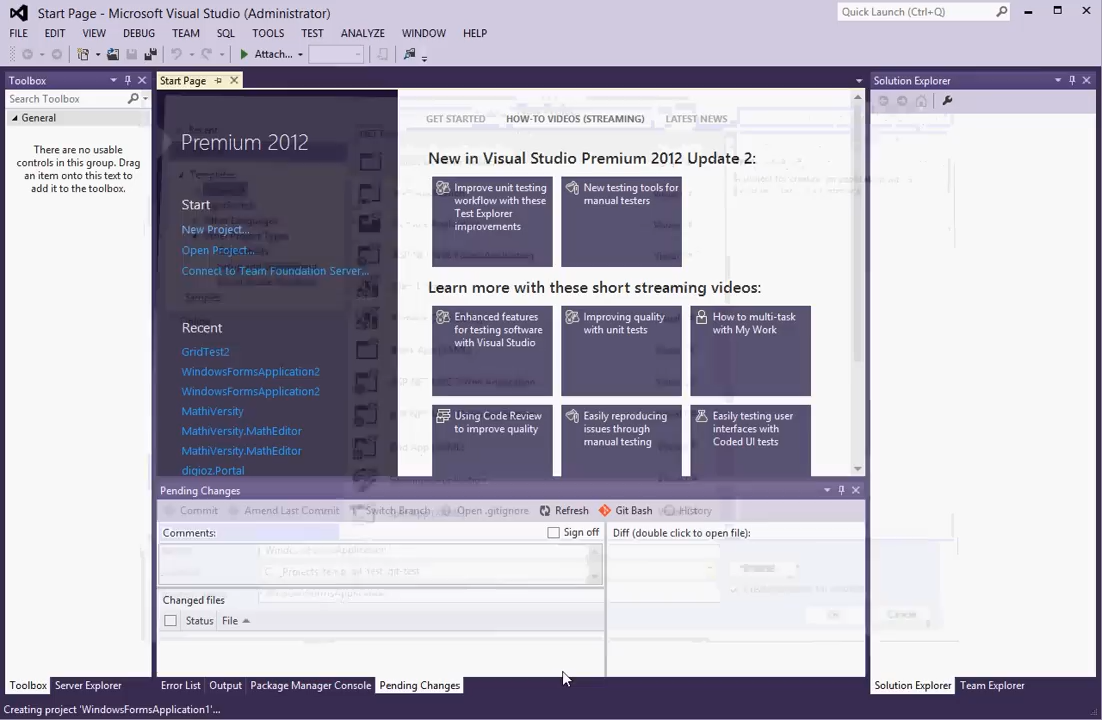 Start Page - Microsoft Visual Studio (Administrator)
Quick Launch (Ctrl+Q)
FILE EDIT VIEW DEBUG TEAM SQL TOOLS TEST ANALYZE WINDOW HELP
Attach...
Toolbox
Search Toolbox
General
There are no usable
controls in this group. Drag
an item onto this text to
add it to the toolbox.
Start Page
Premium 2012
Start
New Project...
Open Project...
Connect to Team Foundation Server...
Recent
GridTest2
WindowsFormsApplication2
WindowsFormsApplication2
MathiVersity
MathiVersity.MathEditor
MathiVersity.MathEditor
digioz.Portal
GET STARTED HOW-TO VIDEOS (STREAMING) LATEST NEWS
New in Visual Studio Premium 2012 Update 2:
Improve unit testing
workflow with these
Test Explorer
improvements
New testing tools for
manual testers
Learn more with these short streaming videos:
Enhanced features
for testing software
with Visual Studio
Improving quality
with unit tests
How to multi-task
with My Work
Using Code Review
to improve quality
Easily reproducing
issues through
manual testing
Easily testing user
interfaces with
Coded UI tests
Solution Explorer
Pending Changes
Commit Amend Last Commit Switch Branch Open .gitignore Refresh Git Bash History
Comments: Sign off Diff (double click to open file):
Changed files
Status File
Toolbox Server Explorer
Error List Output Package Manager Console Pending Changes
Solution Explorer Team Explorer
Creating project 'WindowsFormsApplication1'...